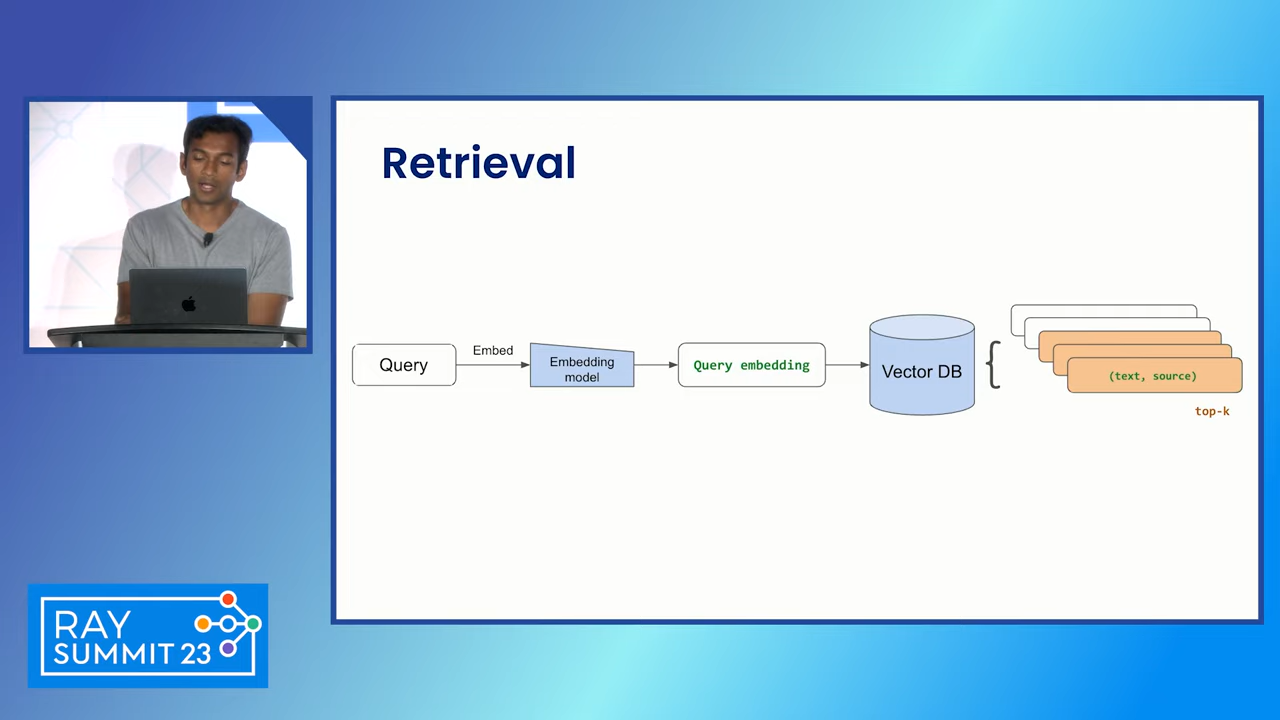 Retrieval
Query
Embed
Embedding
model
Query embedding
Vector DB
(text, source)
top-k
RAY
SUMMIT 23